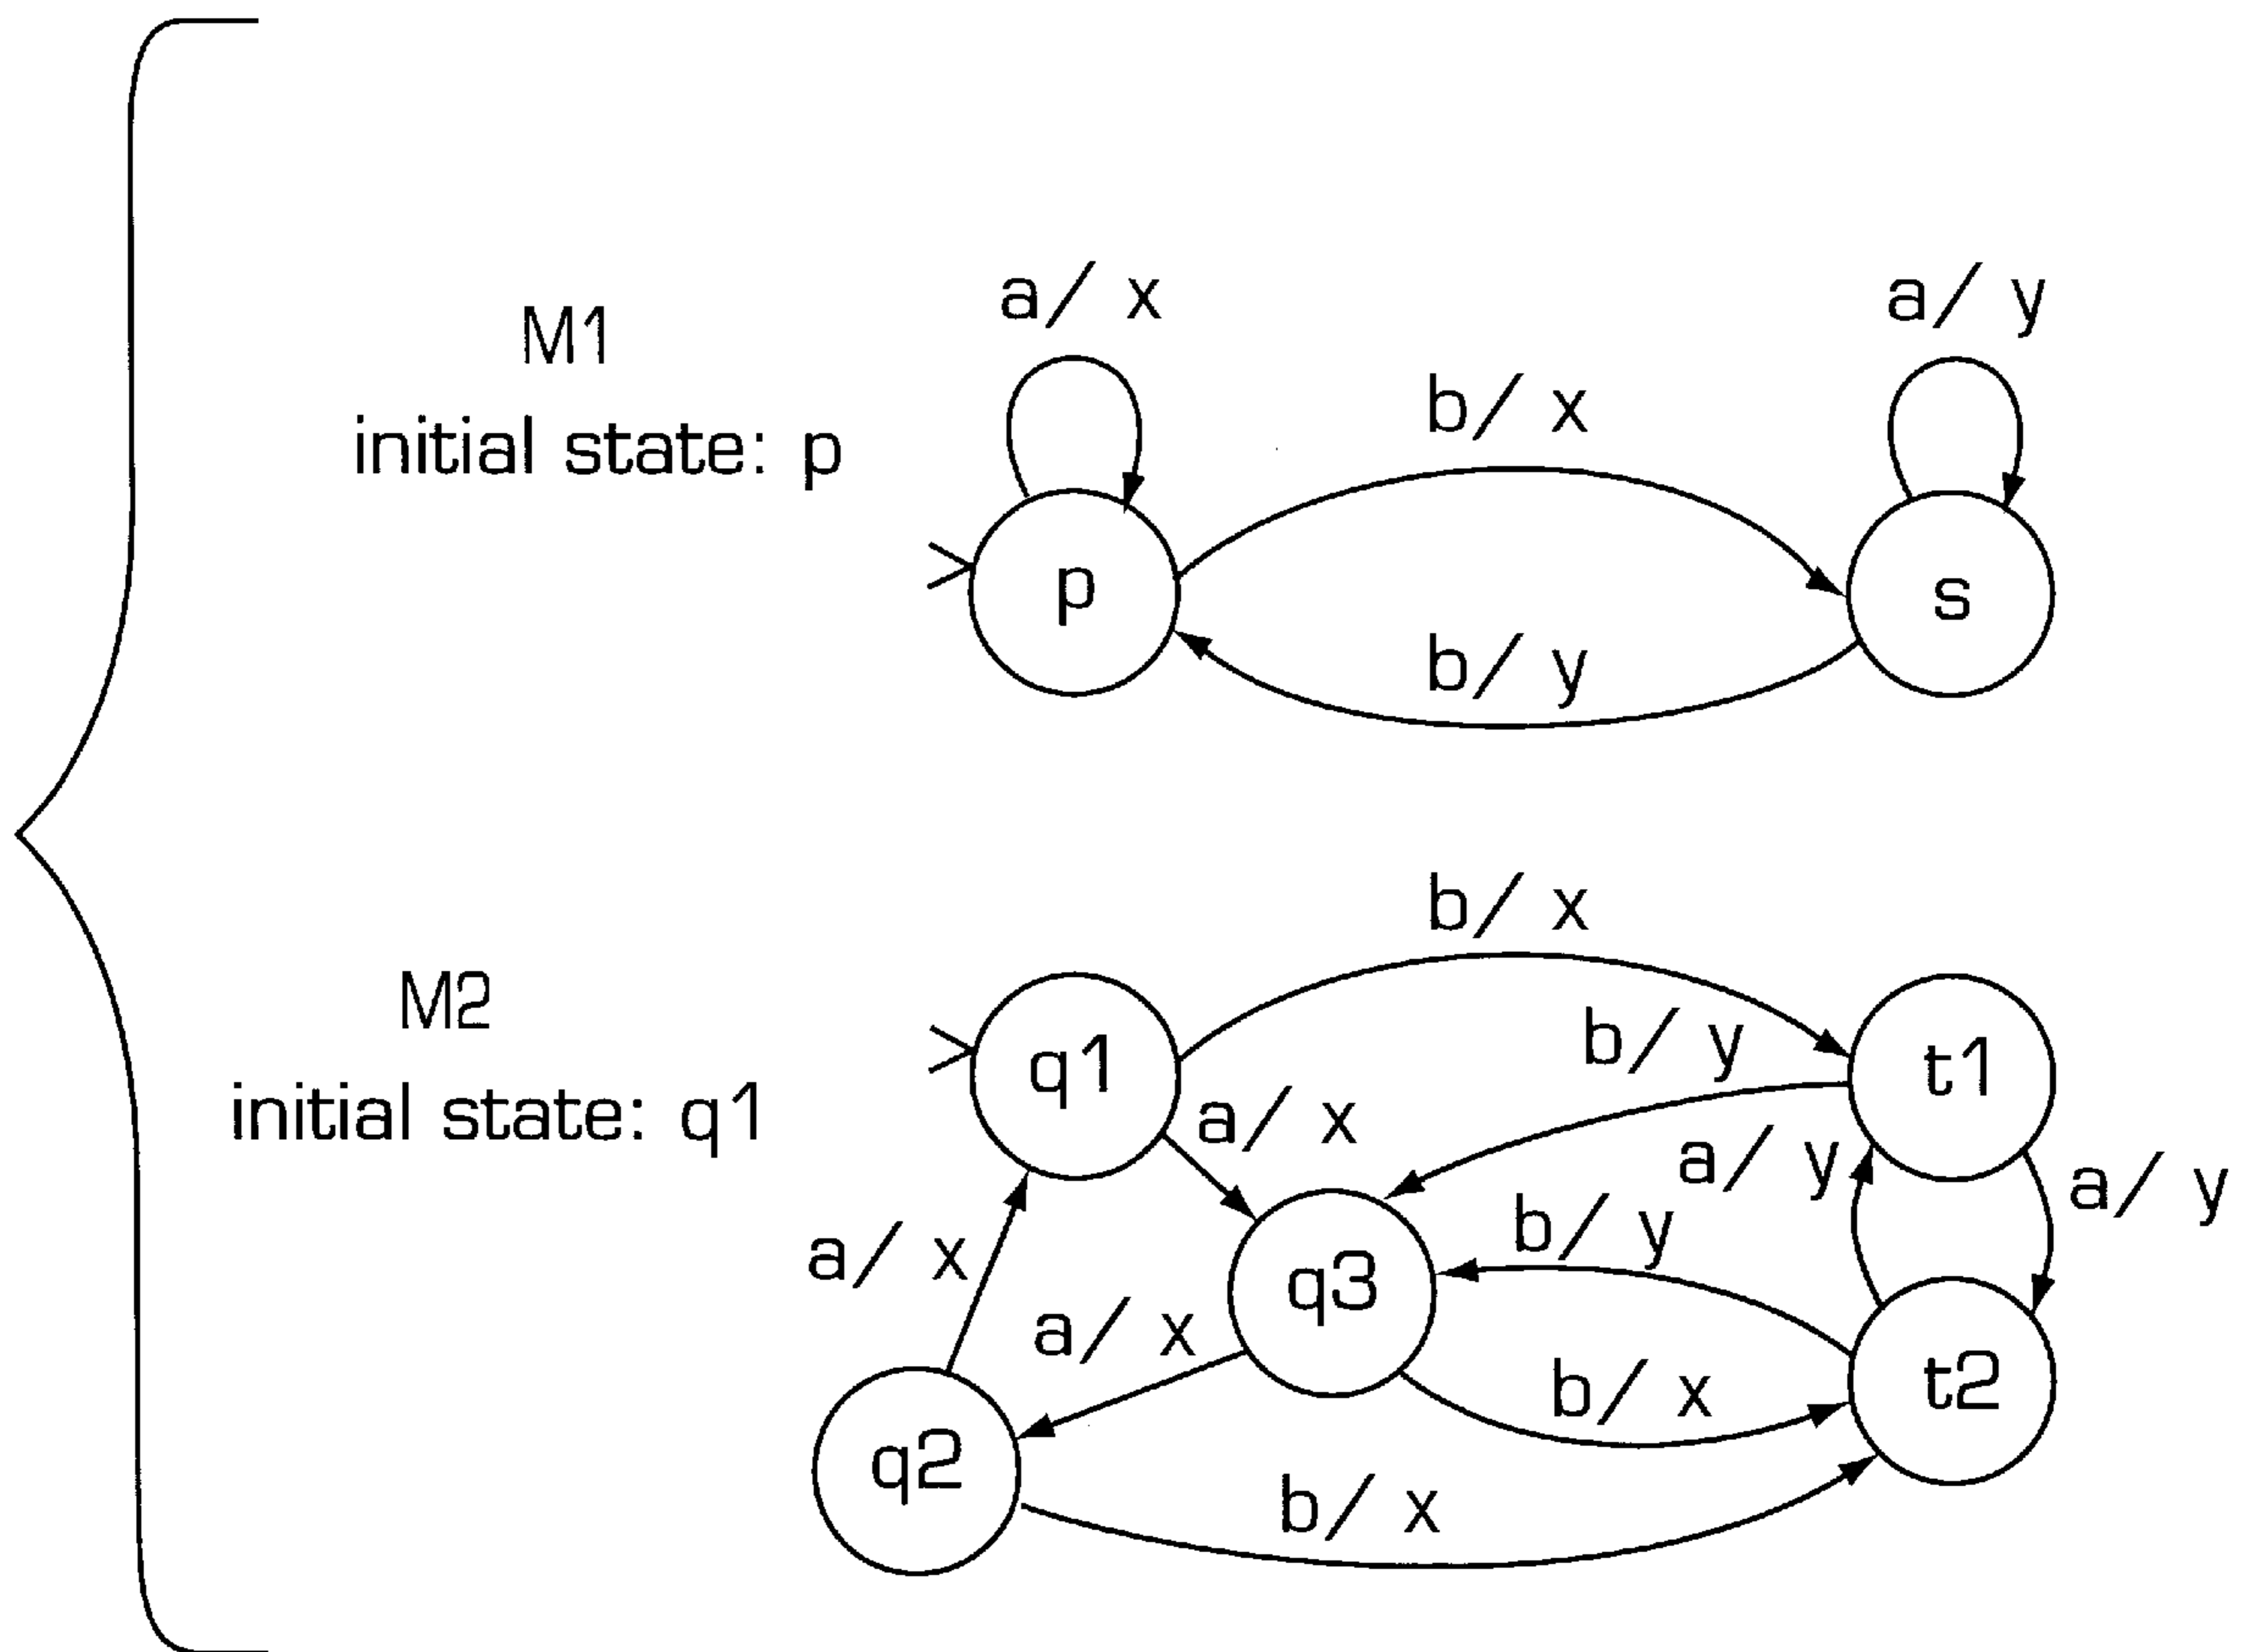 a/ x
a/ y
M1
b/ x
initial state: p
p
s
b/ y
b/ x
M2
b/ y
q1
t1
initial state: q1
a/ x
a/ y
a/ y
b/ y
a/ x
q3
a/ x
t2
b/ x
q2
b/ x